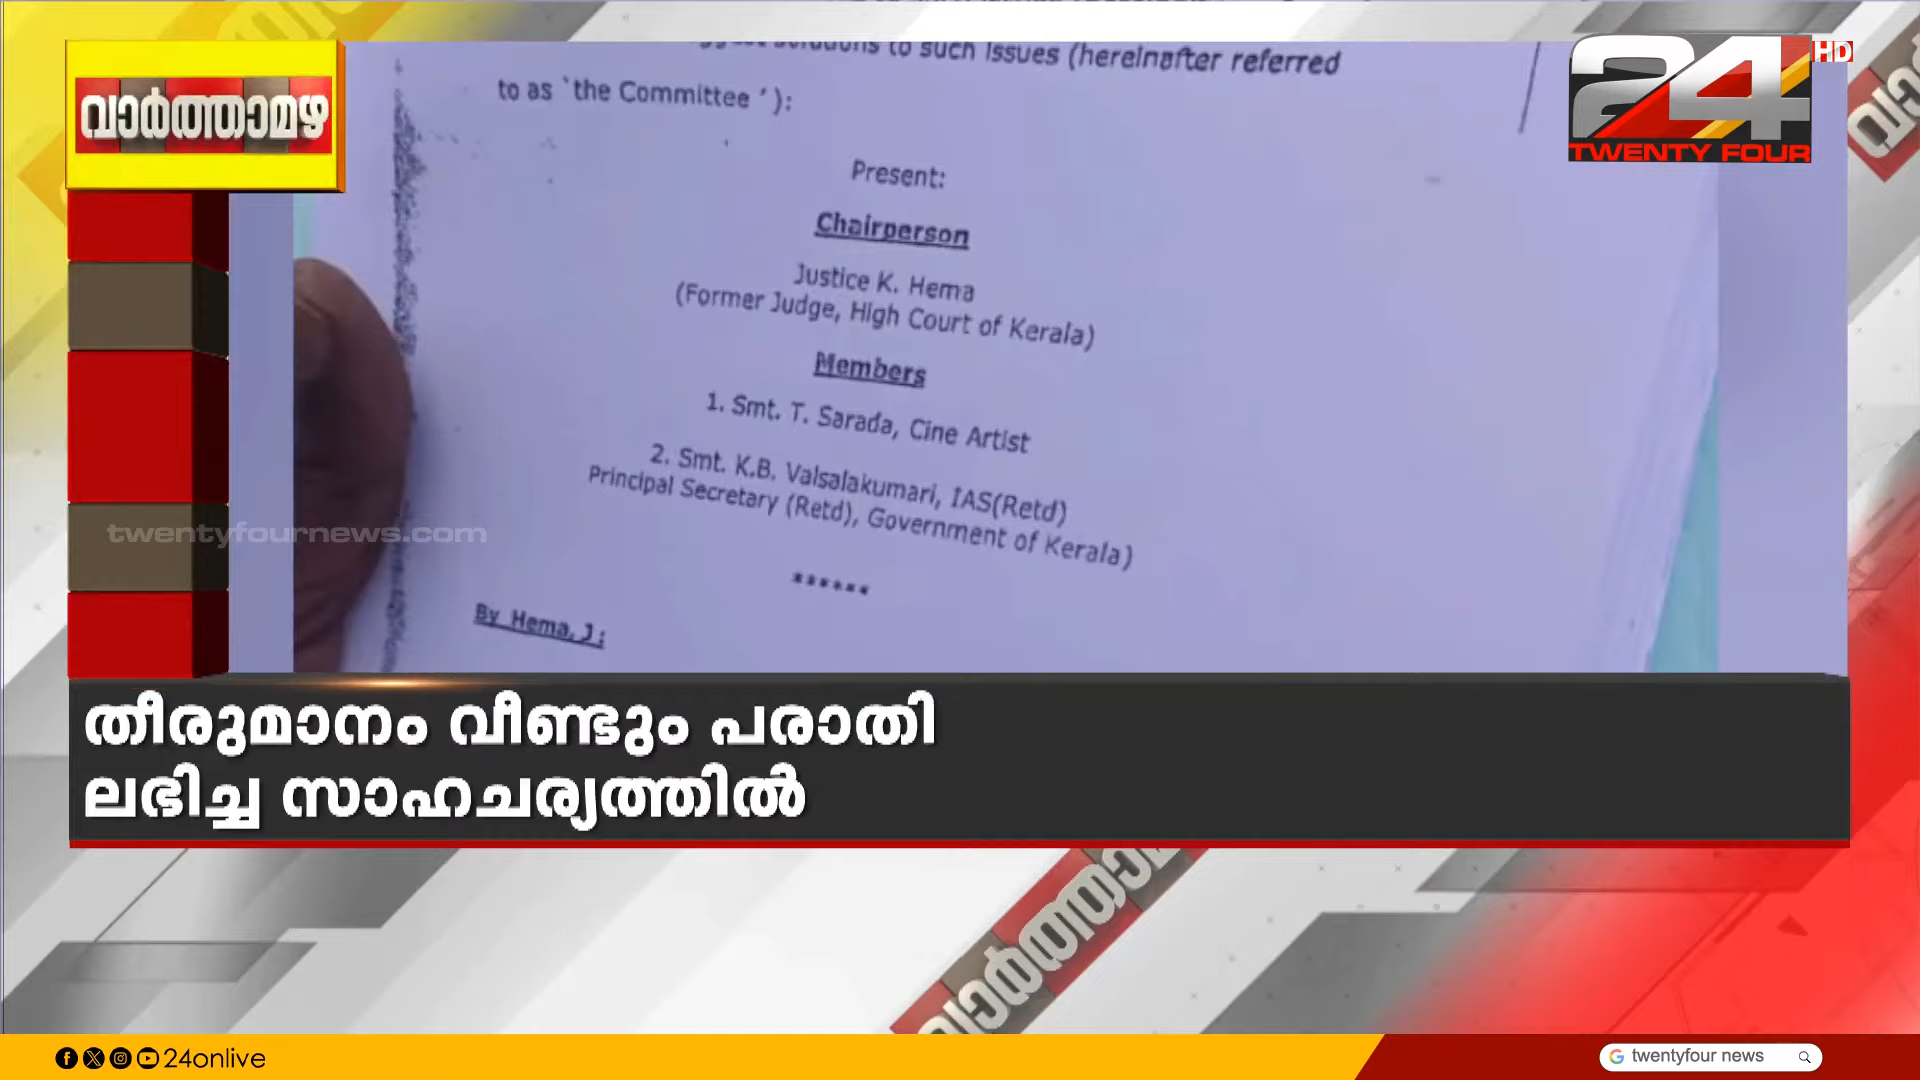 solutions to such issues (hereinafter referred
to as `the Committee ’ ):
Present:
Chairperson
Justice K. Hema
(Former Judge, High Court of Kerala)
Members
1. Smt. T. Sarada, Cine Artist
2. Smt. K.B. Valsalakumari, IAS(Retd)
Principal Secretary (Retd), Government of Kerala)
******
By Hema, J ;
വാർത്താമഴ
24
HD
TWENTY FOUR
twentyfournews.com
തീരുമാനം വീണ്ടും പരാതി
ലഭിച്ച സാഹചര്യത്തിൽ
24onlive
twentyfour news